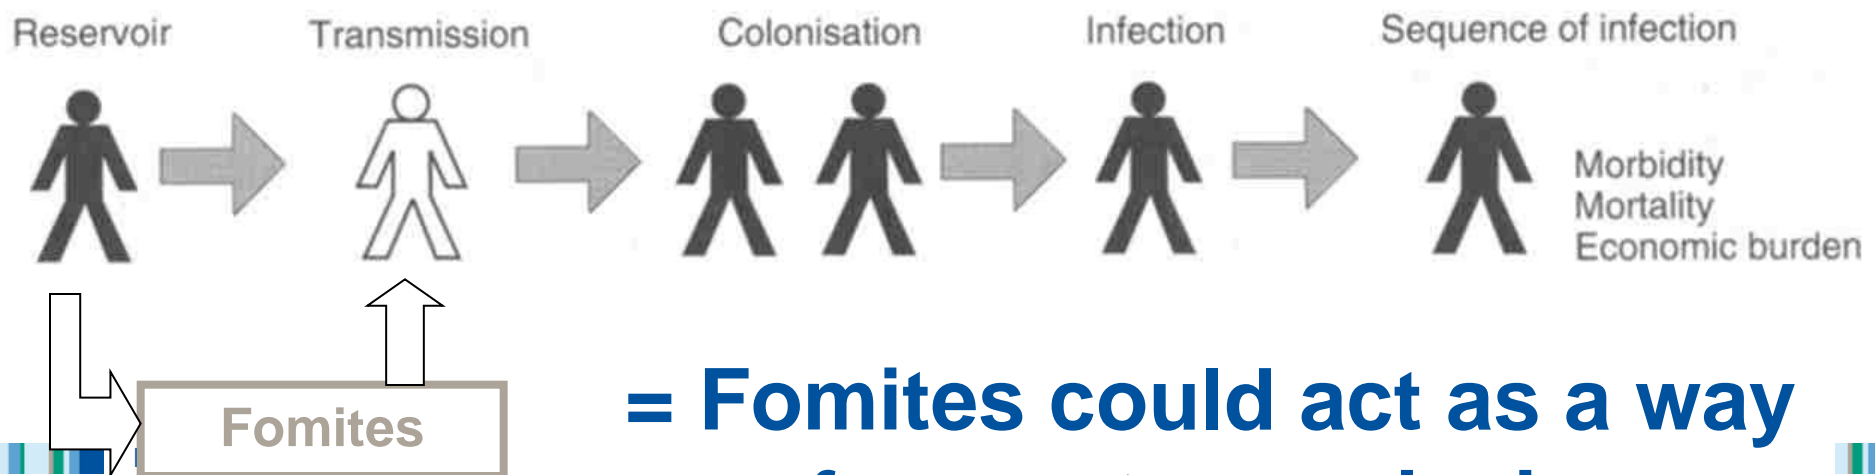 Reservoir
Transmission
Colonisation
Infection
Sequence of infection
Morbidity
Mortality
Economic burden
Fomites
= Fomites could act as a way